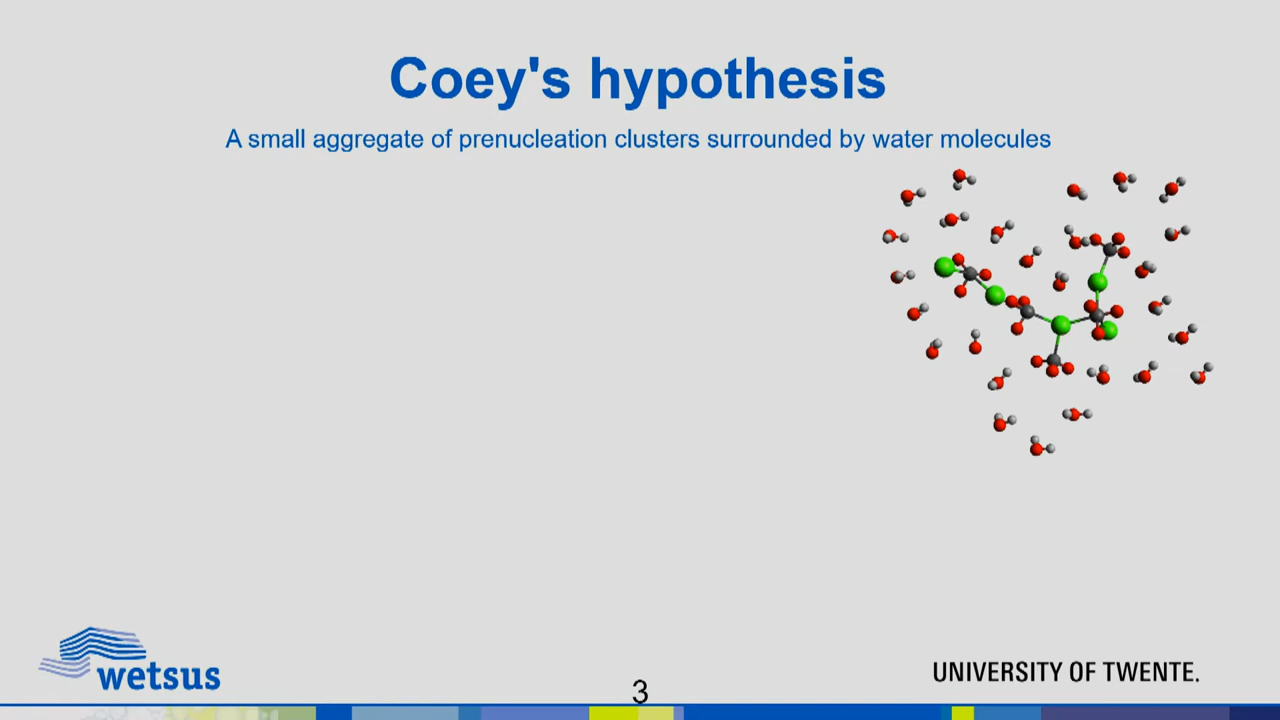 Coey's hypothesis
A small aggregate of prenucleation clusters surrounded by water molecules
wetsus
3
UNIVERSITY OF TWENTE.